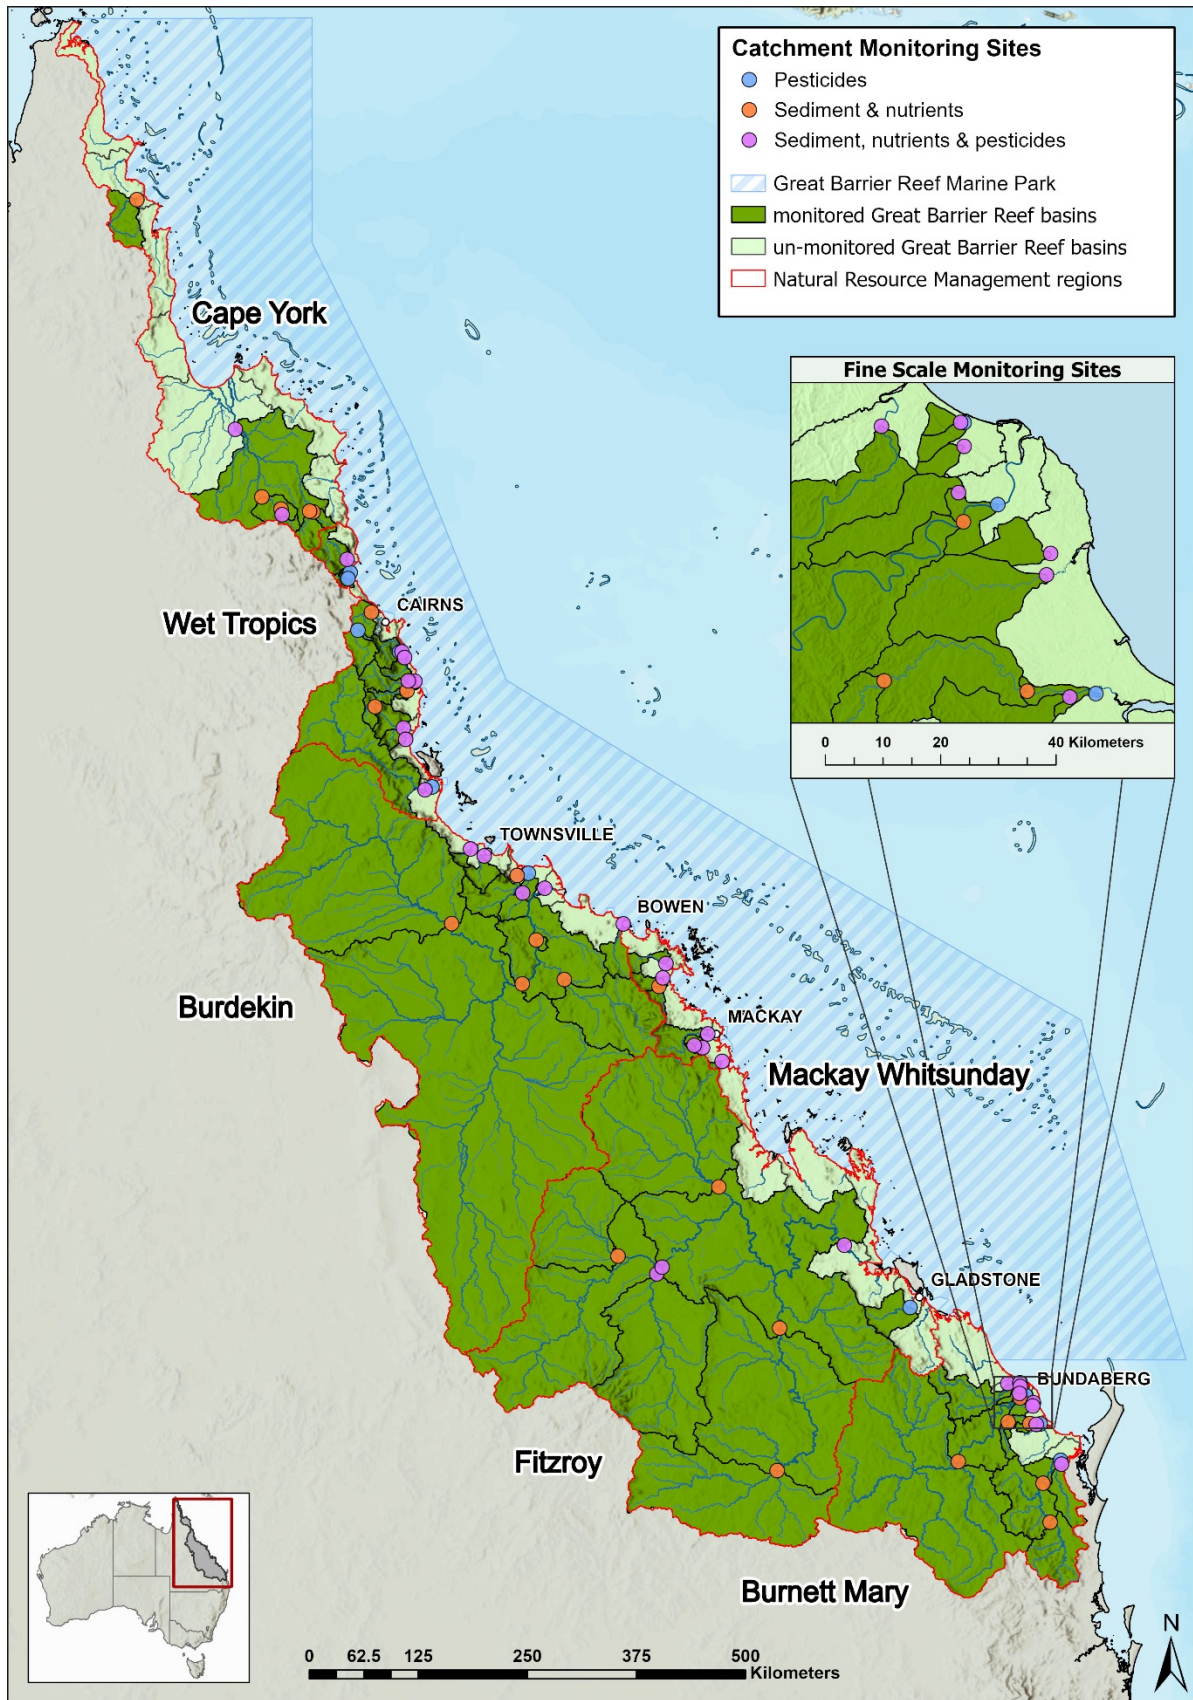 Catchment Monitoring Sites
Pesticides
Sediment & nutrients
Sediment, nutrients & pesticides
Great Barrier Reef Marine Park
monitored Great Barrier Reef basins
un-monitored Great Barrier Reef basins
Natural Resource Management regions
Cape York
Fine Scale Monitoring Sites
0 10 20 40 Kilometers
CAIRNS
Wet Tropics
TOWNSVILLE
BOWEN
Burdekin
MACKAY
Mackay Whitsunday
GLADSTONE
BUNDABERG
Fitzroy
Burnett Mary
N
0 62.5 125 250 375 500
Kilometers